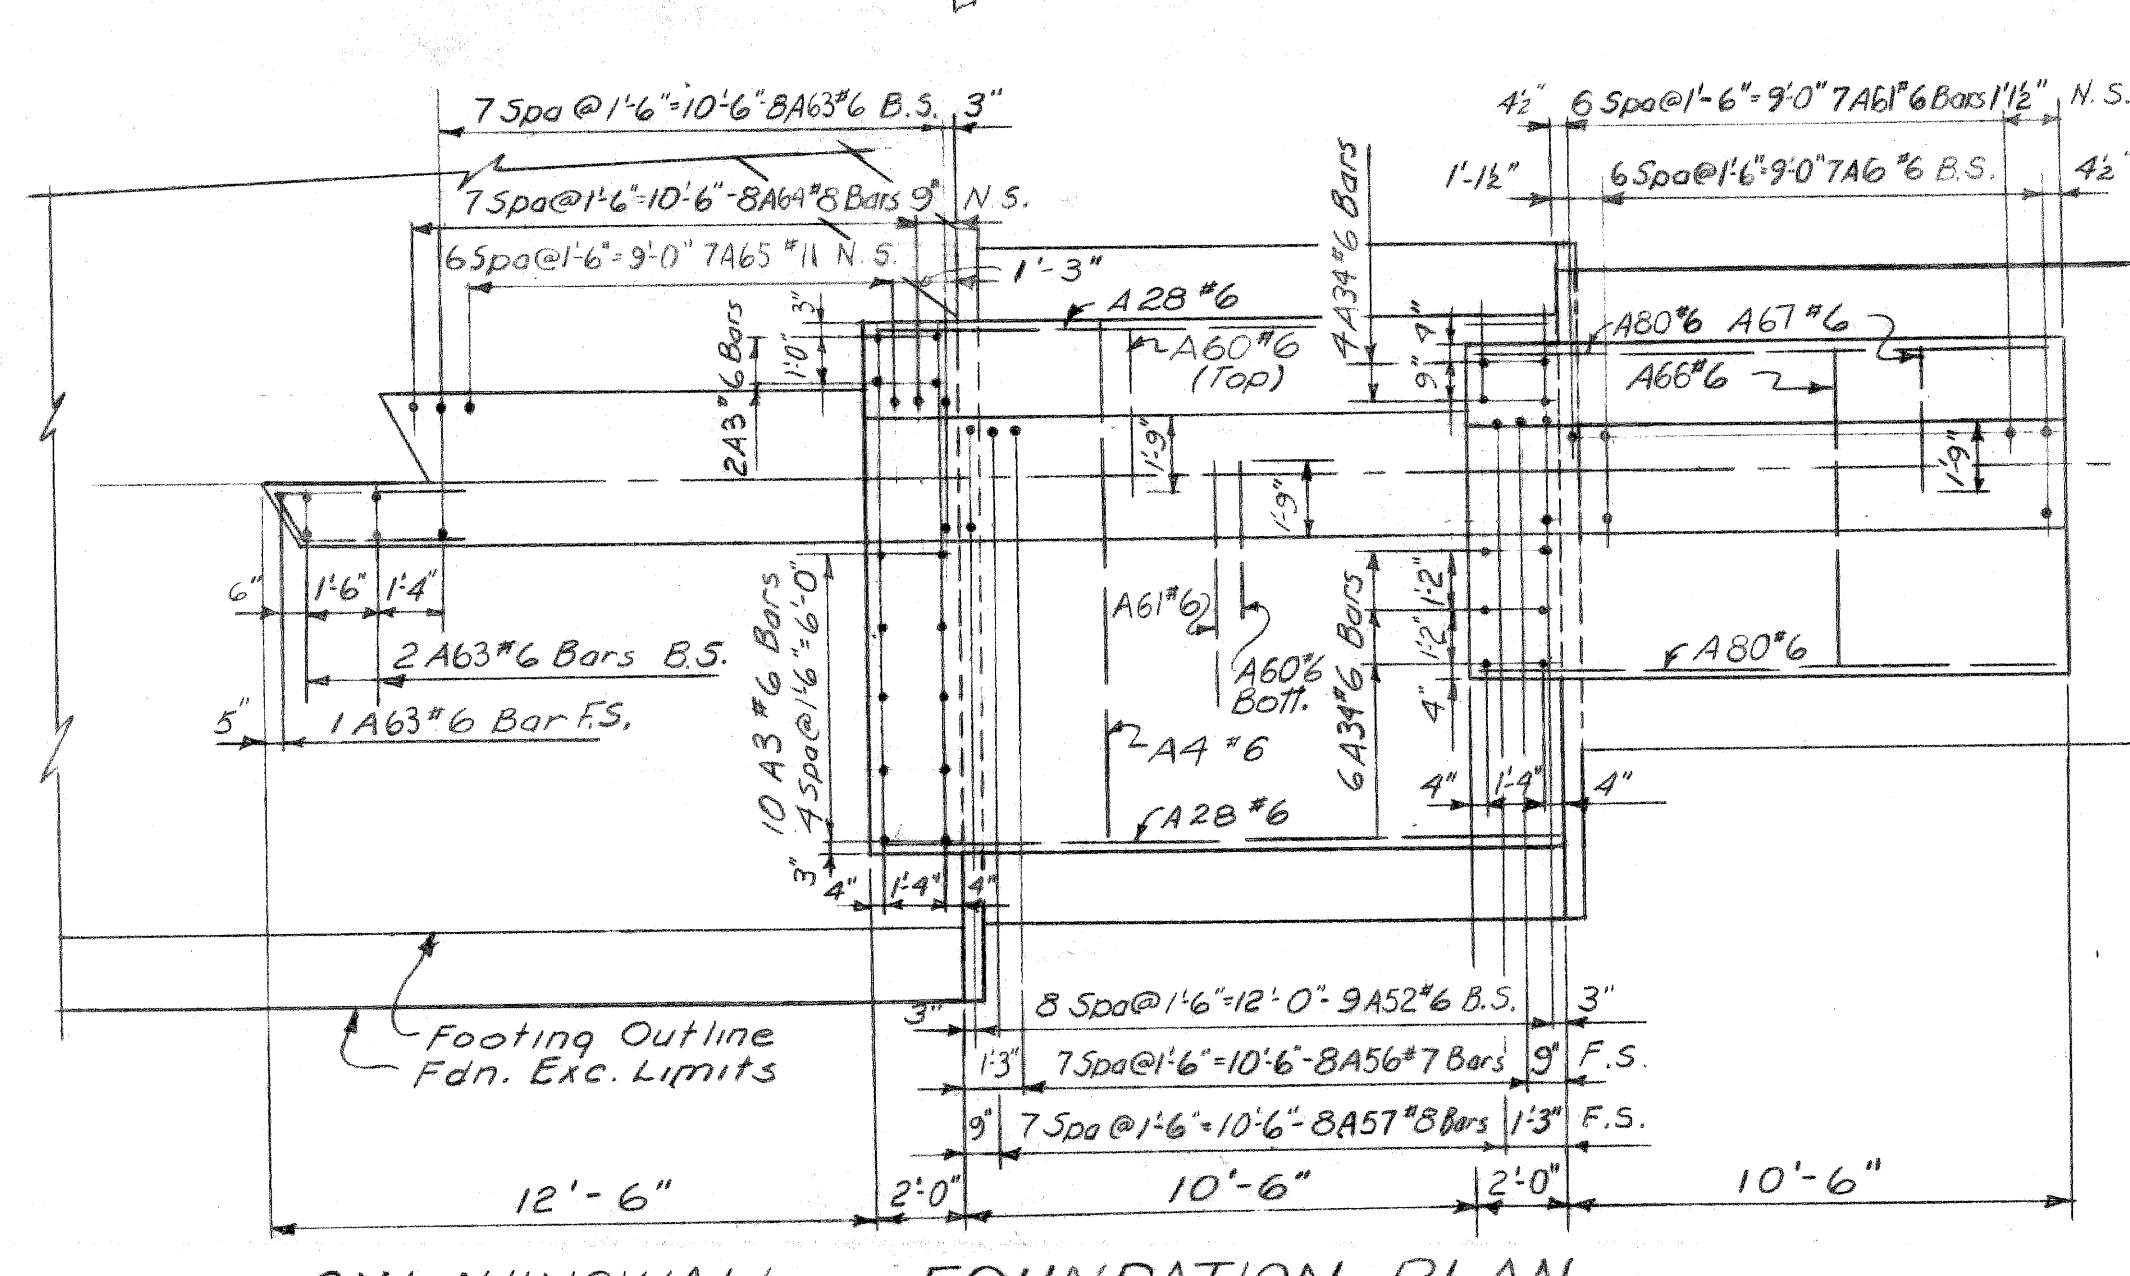 7 Spa @ 1'-6"=10'-6"-8A63#6 B.S. 3"
4½" 6 Spa@1'-6"=9'-0" 7A61#6 Bars 1'1½" N.S.
7 Spa@1'-6"=10'-6"-8A64#8 Bars 9" N.S.
1'-1½" 6 Spa@1'-6"=9'-0" 7A6 #6 B.S. 4½"
6 Spa@1'-6"=9'-0" 7A65 #11 N.S.
1'-3"
A28#6
4 A34#6 Bars
A80#6 A67#6
3"
1'-0"
2A3#6 Bars
A60#6
(Top)
4"
9"
A66#6
1'-9"
1'-9"
1'-9"
6" 1'-6" 1'-4"
10 A3 #6 Bars
4 Spa@1'-6"=6'-0"
A61#6
A60#6
Bott.
6 A34#6 Bars
1'-2"
1'-2"
4"
A80#6
2 A63#6 Bars B.S.
5" 1 A63#6 Bar F.S.
A4 #6
4" 1'-4" 4"
A28#6
3"
4" 1'-4" 4"
Footing Outline
Fdn. Exc. Limits
3" 8 Spa@1'-6"=12'-0"-9A52#6 B.S. 3"
1'-3" 7 Spa@1'-6"=10'-6"-8A56#7 Bars 9" F.S.
9" 7 Spa@1'-6"=10'-6"-8A57#8 Bars 1'-3" F.S.
12'-6" 2'-0" 10'-6" 2'-0" 10'-6"
FOUNDATION PLAN